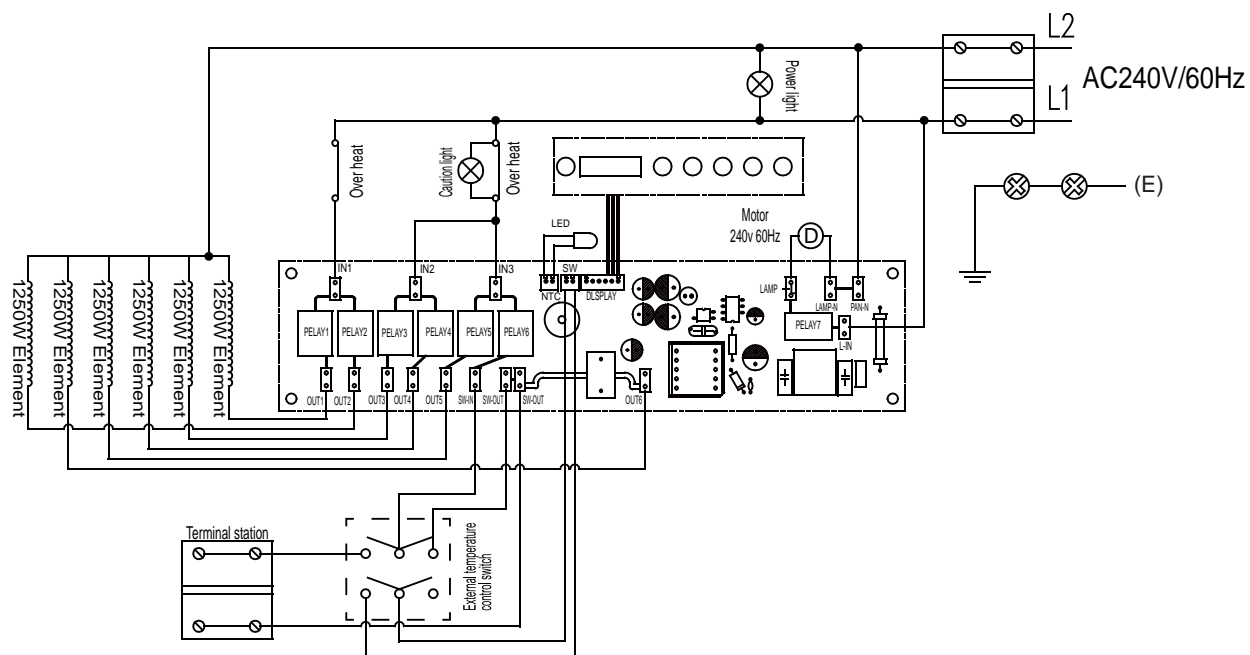 L2
AC240V/60Hz
L1
Power light
Over heat
Caution light
Over heat
(E)
Motor
240v 60Hz
D
LED
IN1
IN2
IN3
NTC
SW
DLSPLAY
LAMP
LAMP-N
PAN-N
PELAY1
PELAY2
PELAY3
PELAY4
PELAY5
PELAY6
PELAY7
L-IN
1250W Element
1250W Element
1250W Element
1250W Element
1250W Element
1250W Element
OUT1
OUT2
OUT3
OUT4
OUT5
SW-IN
SW-OUT
SW-OUT
OUT6
Terminal station
External temperature
control switch